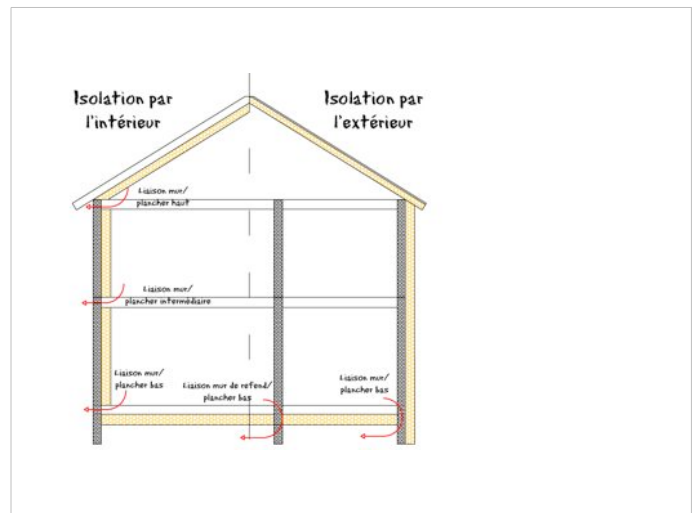 Isolation par
l'intérieur
Isolation par
l'extérieur
Liaison mur/
plancher haut
Liaison mur/
plancher intermédiaire
Liaison mur/
plancher bas
Liaison mur de refend/
plancher bas
Liaison mur/
plancher bas